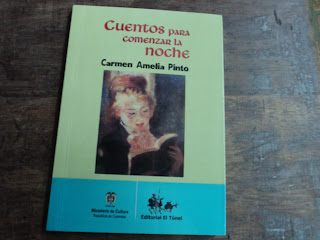 Cuentos para
comenzar la
noche
Carmen Amelia Pinto
Ministerio de Cultura
República de Colombia
Editorial El Túnel